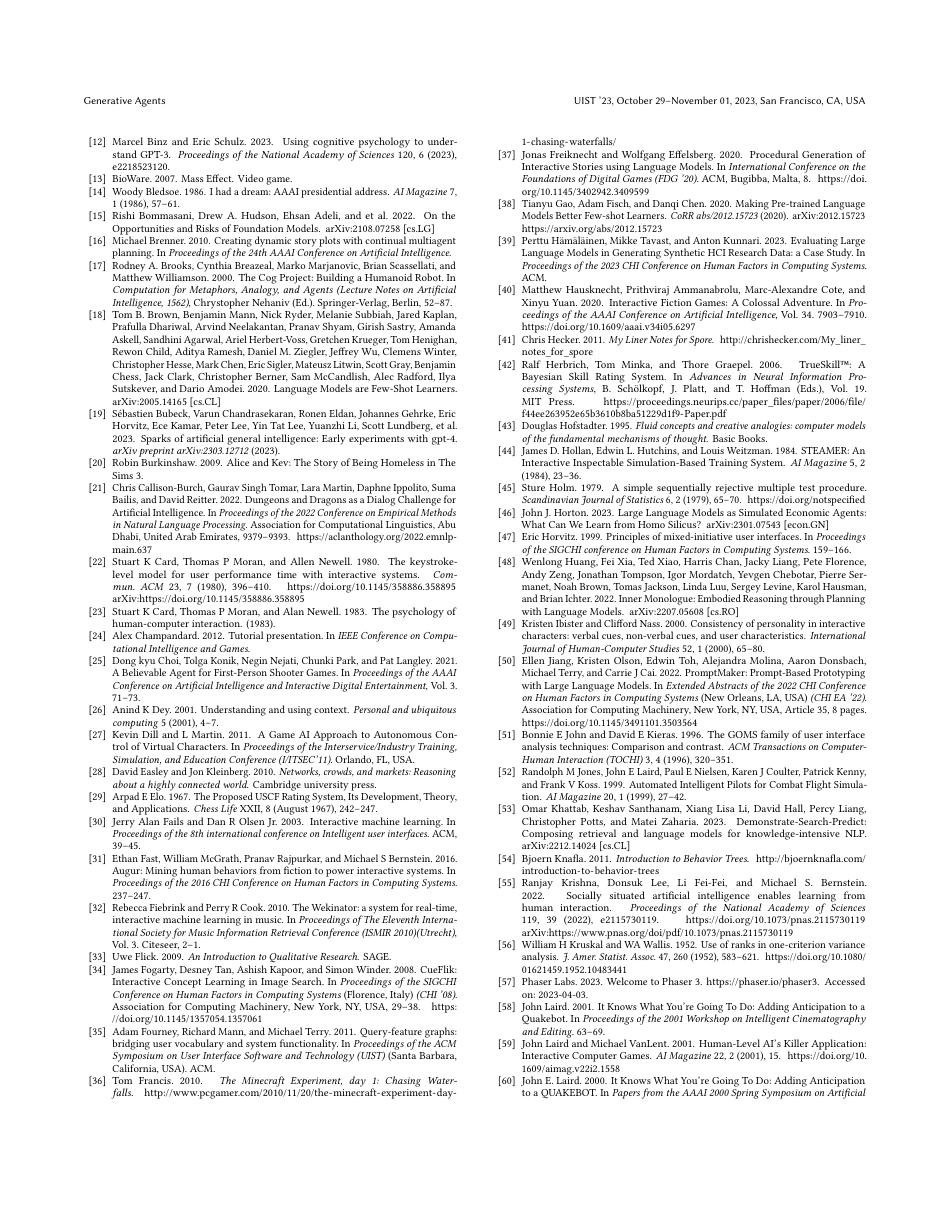 Generative Agents
UIST '23, October 29–November 01, 2023, San Francisco, CA, USA
[12] Marcel Binz and Eric Schulz. 2023. Using cognitive psychology to under-
stand GPT-3. Proceedings of the National Academy of Sciences 120, 6 (2023),
e2218523120.
[13] BioWare. 2007. Mass Effect. Video game.
[14] Woody Bledsoe. 1986. I had a dream: AAAI presidential address. AI Magazine 7,
1 (1986), 57–61.
[15] Rishi Bommasani, Drew A. Hudson, Ehsan Adeli, and et al. 2022. On the
Opportunities and Risks of Foundation Models. arXiv:2108.07258 [cs.LG]
[16] Michael Brenner. 2010. Creating dynamic story plots with continual multiagent
planning. In Proceedings of the 24th AAAI Conference on Artificial Intelligence.
[17] Rodney A. Brooks, Cynthia Breazeal, Marko Marjanovic, Brian Scassellati, and
Matthew Williamson. 2000. The Cog Project: Building a Humanoid Robot. In
Computation for Metaphors, Analogy, and Agents (Lecture Notes on Artificial
Intelligence, 1562), Chrystopher Nehaniv (Ed.). Springer-Verlag, Berlin, 52–87.
[18] Tom B. Brown, Benjamin Mann, Nick Ryder, Melanie Subbiah, Jared Kaplan,
Prafulla Dhariwal, Arvind Neelakantan, Pranav Shyam, Girish Sastry, Amanda
Askell, Sandhini Agarwal, Ariel Herbert-Voss, Gretchen Krueger, Tom Henighan,
Rewon Child, Aditya Ramesh, Daniel M. Ziegler, Jeffrey Wu, Clemens Winter,
Christopher Hesse, Mark Chen, Eric Sigler, Mateusz Litwin, Scott Gray, Benjamin
Chess, Jack Clark, Christopher Berner, Sam McCandlish, Alec Radford, Ilya
Sutskever, and Dario Amodei. 2020. Language Models are Few-Shot Learners.
arXiv:2005.14165 [cs.CL]
[19] Sébastien Bubeck, Varun Chandrasekaran, Ronen Eldan, Johannes Gehrke, Eric
Horvitz, Ece Kamar, Peter Lee, Yin Tat Lee, Yuanzhi Li, Scott Lundberg, et al.
2023. Sparks of artificial general intelligence: Early experiments with gpt-4.
arXiv preprint arXiv:2303.12712 (2023).
[20] Robin Burkinshaw. 2009. Alice and Kev: The Story of Being Homeless in The
Sims 3.
[21] Chris Callison-Burch, Gaurav Singh Tomar, Lara Martin, Daphne Ippolito, Suma
Bailis, and David Reitter. 2022. Dungeons and Dragons as a Dialog Challenge for
Artificial Intelligence. In Proceedings of the 2022 Conference on Empirical Methods
in Natural Language Processing. Association for Computational Linguistics, Abu
Dhabi, United Arab Emirates, 9379–9393. https://aclanthology.org/2022.emnlp-
main.637
[22] Stuart K Card, Thomas P Moran, and Allen Newell. 1980. The keystroke-
level model for user performance time with interactive systems. Com-
mun. ACM 23, 7 (1980), 396–410. https://doi.org/10.1145/358886.358895
arXiv:https://doi.org/10.1145/358886.358895
[23] Stuart K Card, Thomas P Moran, and Alan Newell. 1983. The psychology of
human-computer interaction. (1983).
[24] Alex Champandard. 2012. Tutorial presentation. In IEEE Conference on Compu-
tational Intelligence and Games.
[25] Dong kyu Choi, Tolga Konik, Negin Nejati, Chunki Park, and Pat Langley. 2021.
A Believable Agent for First-Person Shooter Games. In Proceedings of the AAAI
Conference on Artificial Intelligence and Interactive Digital Entertainment, Vol. 3.
71–73.
[26] Anind K Dey. 2001. Understanding and using context. Personal and ubiquitous
computing 5 (2001), 4–7.
[27] Kevin Dill and L Martin. 2011. A Game AI Approach to Autonomous Con-
trol of Virtual Characters. In Proceedings of the Interservice/Industry Training,
Simulation, and Education Conference (I/ITSEC'11). Orlando, FL, USA.
[28] David Easley and Jon Kleinberg. 2010. Networks, crowds, and markets: Reasoning
about a highly connected world. Cambridge university press.
[29] Arpad E Elo. 1967. The Proposed USCF Rating System, Its Development, Theory,
and Applications. Chess Life XXII, 8 (August 1967), 242–247.
[30] Jerry Alan Fails and Dan R Olsen Jr. 2003. Interactive machine learning. In
Proceedings of the 8th international conference on Intelligent user interfaces. ACM,
39–45.
[31] Ethan Fast, William McGrath, Pranav Rajpurkar, and Michael S Bernstein. 2016.
Augur: Mining human behaviors from fiction to power interactive systems. In
Proceedings of the 2016 CHI Conference on Human Factors in Computing Systems.
237–247.
[32] Rebecca Fiebrink and Perry R Cook. 2010. The Wekinator: a system for real-time,
interactive machine learning in music. In Proceedings of The Eleventh Interna-
tional Society for Music Information Retrieval Conference (ISMIR 2010)(Utrecht),
Vol. 3. Citeseer, 2–1.
[33] Uwe Flick. 2009. An Introduction to Qualitative Research. SAGE.
[34] James Fogarty, Desney Tan, Ashish Kapoor, and Simon Winder. 2008. CueFlik:
Interactive Concept Learning in Image Search. In Proceedings of the SIGCHI
Conference on Human Factors in Computing Systems (Florence, Italy) (CHI '08).
Association for Computing Machinery, New York, NY, USA, 29–38. https:
//doi.org/10.1145/1357054.1357061
[35] Adam Fourney, Richard Mann, and Michael Terry. 2011. Query-feature graphs:
bridging user vocabulary and system functionality. In Proceedings of the ACM
Symposium on User Interface Software and Technology (UIST) (Santa Barbara,
California, USA). ACM.
[36] Tom Francis. 2010. The Minecraft Experiment, day 1: Chasing Water-
falls. http://www.pcgamer.com/2010/11/20/the-minecraft-experiment-day-
1-chasing-waterfalls/
[37] Jonas Freiknecht and Wolfgang Effelsberg. 2020. Procedural Generation of
Interactive Stories using Language Models. In International Conference on the
Foundations of Digital Games (FDG '20). ACM, Bugibba, Malta, 8. https://doi.
org/10.1145/3402942.3409599
[38] Tianyu Gao, Adam Fisch, and Danqi Chen. 2020. Making Pre-trained Language
Models Better Few-shot Learners. CoRR abs/2012.15723 (2020). arXiv:2012.15723
https://arxiv.org/abs/2012.15723
[39] Perttu Hämäläinen, Mikke Tavast, and Anton Kunnari. 2023. Evaluating Large
Language Models in Generating Synthetic HCI Research Data: a Case Study. In
Proceedings of the 2023 CHI Conference on Human Factors in Computing Systems.
ACM.
[40] Matthew Hausknecht, Prithviraj Ammanabrolu, Marc-Alexandre Cote, and
Xinyu Yuan. 2020. Interactive Fiction Games: A Colossal Adventure. In Pro-
ceedings of the AAAI Conference on Artificial Intelligence, Vol. 34. 7903–7910.
https://doi.org/10.1609/aaai.v34i05.6297
[41] Chris Hecker. 2011. My Liner Notes for Spore. http://chrishecker.com/My_liner_
notes_for_spore
[42] Ralf Herbrich, Tom Minka, and Thore Graepel. 2006. TrueSkill™: A
Bayesian Skill Rating System. In Advances in Neural Information Pro-
cessing Systems, B. Schölkopf, J. Platt, and T. Hoffman (Eds.), Vol. 19.
MIT Press. https://proceedings.neurips.cc/paper_files/paper/2006/file/
f44ee263952e65b3610b8ba51229d1f9-Paper.pdf
[43] Douglas Hofstadter. 1995. Fluid concepts and creative analogies: computer models
of the fundamental mechanisms of thought. Basic Books.
[44] James D. Hollan, Edwin L. Hutchins, and Louis Weitzman. 1984. STEAMER: An
Interactive Inspectable Simulation-Based Training System. AI Magazine 5, 2
(1984), 23–36.
[45] Sture Holm. 1979. A simple sequentially rejective multiple test procedure.
Scandinavian Journal of Statistics 6, 2 (1979), 65–70. https://doi.org/notspecified
[46] John J. Horton. 2023. Large Language Models as Simulated Economic Agents:
What Can We Learn from Homo Silicus? arXiv:2301.07543 [econ.GN]
[47] Eric Horvitz. 1999. Principles of mixed-initiative user interfaces. In Proceedings
of the SIGCHI conference on Human Factors in Computing Systems. 159–166.
[48] Wenlong Huang, Fei Xia, Ted Xiao, Harris Chan, Jacky Liang, Pete Florence,
Andy Zeng, Jonathan Tompson, Igor Mordatch, Yevgen Chebotar, Pierre Ser-
manet, Noah Brown, Tomas Jackson, Linda Luu, Sergey Levine, Karol Hausman,
and Brian Ichter. 2022. Inner Monologue: Embodied Reasoning through Planning
with Language Models. arXiv:2207.05608 [cs.RO]
[49] Kristen Ibister and Clifford Nass. 2000. Consistency of personality in interactive
characters: verbal cues, non-verbal cues, and user characteristics. International
Journal of Human-Computer Studies 52, 1 (2000), 65–80.
[50] Ellen Jiang, Kristen Olson, Edwin Toh, Alejandra Molina, Aaron Donsbach,
Michael Terry, and Carrie J Cai. 2022. PromptMaker: Prompt-Based Prototyping
with Large Language Models. In Extended Abstracts of the 2022 CHI Conference
on Human Factors in Computing Systems (New Orleans, LA, USA) (CHI EA '22).
Association for Computing Machinery, New York, NY, USA, Article 35, 8 pages.
https://doi.org/10.1145/3491101.3503564
[51] Bonnie E John and David E Kieras. 1996. The GOMS family of user interface
analysis techniques: Comparison and contrast. ACM Transactions on Computer-
Human Interaction (TOCHI) 3, 4 (1996), 320–351.
[52] Randolph M Jones, John E Laird, Paul E Nielsen, Karen J Coulter, Patrick Kenny,
and Frank V Koss. 1999. Automated Intelligent Pilots for Combat Flight Simula-
tion. AI Magazine 20, 1 (1999), 27–42.
[53] Omar Khattab, Keshav Santhanam, Xiang Lisa Li, David Hall, Percy Liang,
Christopher Potts, and Matei Zaharia. 2023. Demonstrate-Search-Predict:
Composing retrieval and language models for knowledge-intensive NLP.
arXiv:2212.14024 [cs.CL]
[54] Bjoern Knafla. 2011. Introduction to Behavior Trees. http://bjoernknafla.com/
introduction-to-behavior-trees
[55] Ranjay Krishna, Donsuk Lee, Li Fei-Fei, and Michael S. Bernstein.
2022. Socially situated artificial intelligence enables learning from
human interaction. Proceedings of the National Academy of Sciences
119, 39 (2022), e2115730119. https://doi.org/10.1073/pnas.2115730119
arXiv:https://www.pnas.org/doi/pdf/10.1073/pnas.2115730119
[56] William H Kruskal and WA Wallis. 1952. Use of ranks in one-criterion variance
analysis. J. Amer. Statist. Assoc. 47, 260 (1952), 583–621. https://doi.org/10.1080/
01621459.1952.10483441
[57] Phaser Labs. 2023. Welcome to Phaser 3. https://phaser.io/phaser3. Accessed
on: 2023-04-03.
[58] John Laird. 2001. It Knows What You're Going To Do: Adding Anticipation to a
Quakebot. In Proceedings of the 2001 Workshop on Intelligent Cinematography
and Editing. 63–69.
[59] John Laird and Michael VanLent. 2001. Human-Level AI's Killer Application:
Interactive Computer Games. AI Magazine 22, 2 (2001), 15. https://doi.org/10.
1609/aimag.v22i2.1558
[60] John E. Laird. 2000. It Knows What You're Going To Do: Adding Anticipation
to a QUAKEBOT. In Papers from the AAAI 2000 Spring Symposium on Artificial